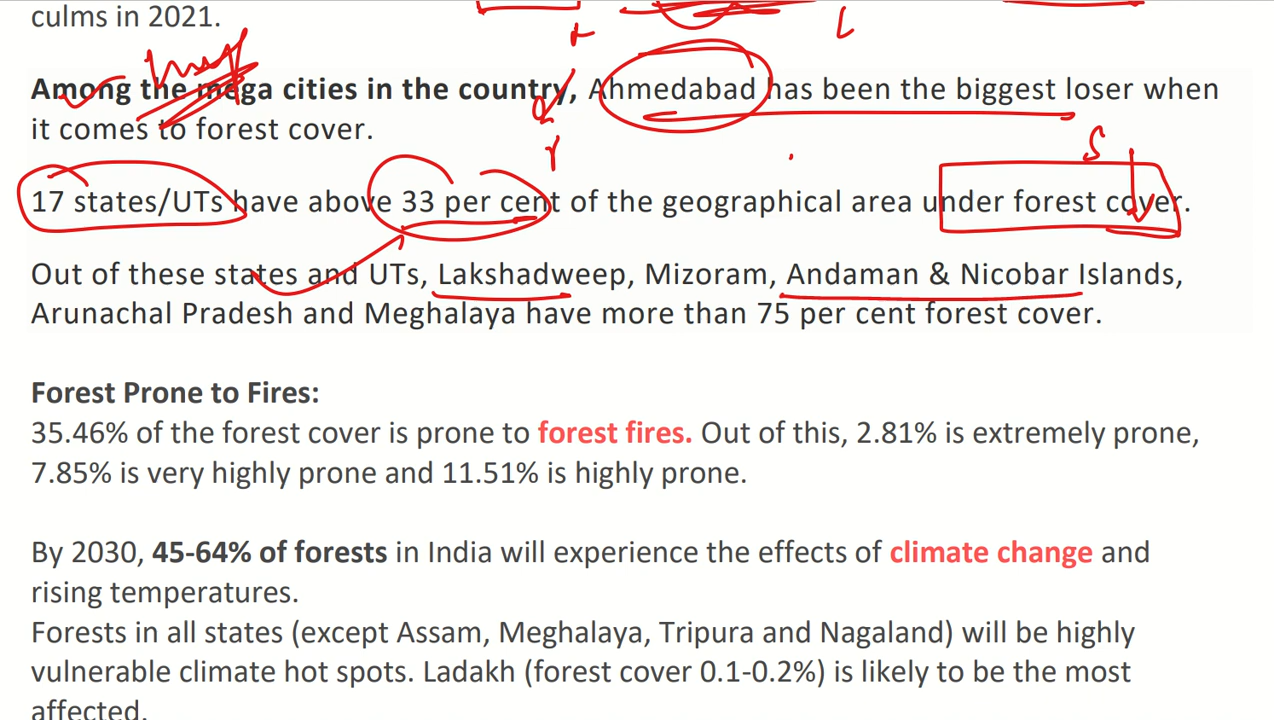 culms in 2021.
Among the mega cities in the country, Ahmedabad has been the biggest loser when
it comes to forest cover.
17 states/UTs have above 33 per cent of the geographical area under forest cover.
Out of these states and UTs, Lakshadweep, Mizoram, Andaman & Nicobar Islands,
Arunachal Pradesh and Meghalaya have more than 75 per cent forest cover.
Forest Prone to Fires:
35.46% of the forest cover is prone to forest fires. Out of this, 2.81% is extremely prone,
7.85% is very highly prone and 11.51% is highly prone.
By 2030, 45-64% of forests in India will experience the effects of climate change and
rising temperatures.
Forests in all states (except Assam, Meghalaya, Tripura and Nagaland) will be highly
vulnerable climate hot spots. Ladakh (forest cover 0.1-0.2%) is likely to be the most
affected.